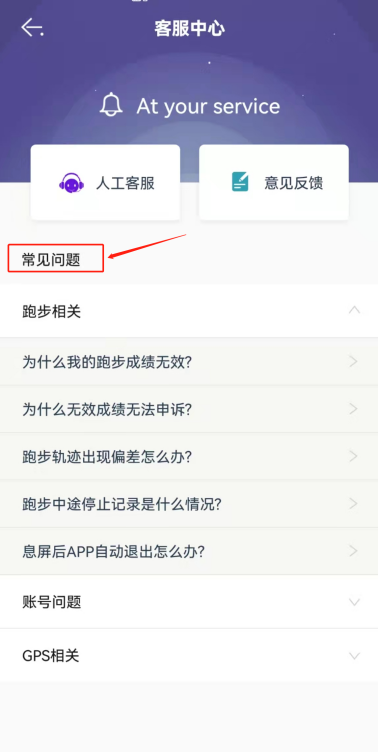 客服中心
At your service
人工客服
意见反馈
常见问题
跑步相关
为什么我的跑步成绩无效?
为什么无效成绩无法申诉?
跑步轨迹出现偏差怎么办?
跑步中途停止记录是什么情况?
息屏后APP自动退出怎么办?
账号问题
GPS相关